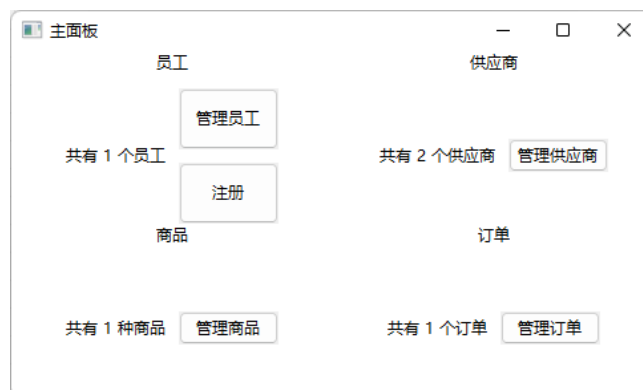 主面板
员工
共有 1 个员工
管理员工
注册
供应商
共有 2 个供应商
管理供应商
商品
共有 1 种商品
管理商品
订单
共有 1 个订单
管理订单